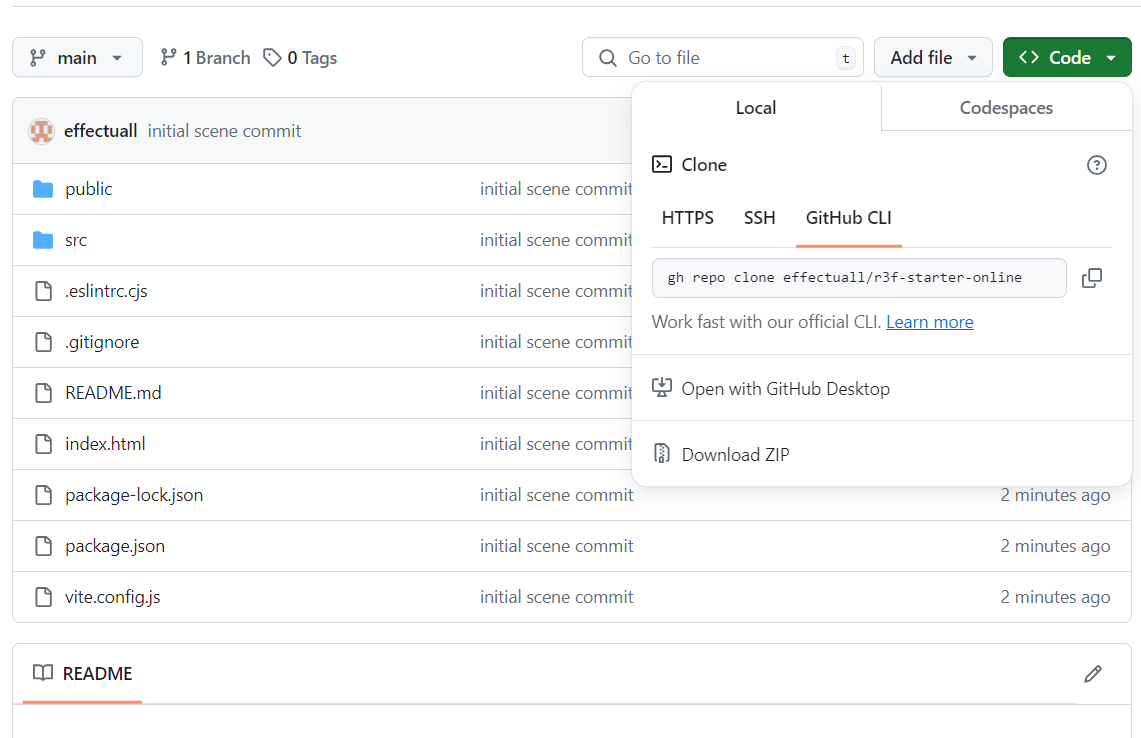 main 1 Branch 0 Tags Go to file t Add file Code
Local Codespaces
effectuall initial scene commit
Clone
public initial scene commit
HTTPS SSH GitHub CLI
src initial scene commit
gh repo clone effectuall/r3f-starter-online
.eslintrc.cjs initial scene commit
Work fast with our official CLI. Learn more
.gitignore initial scene commit
README.md initial scene commit
Open with GitHub Desktop
index.html initial scene commit
Download ZIP
package-lock.json initial scene commit 2 minutes ago
package.json initial scene commit 2 minutes ago
vite.config.js initial scene commit 2 minutes ago
README